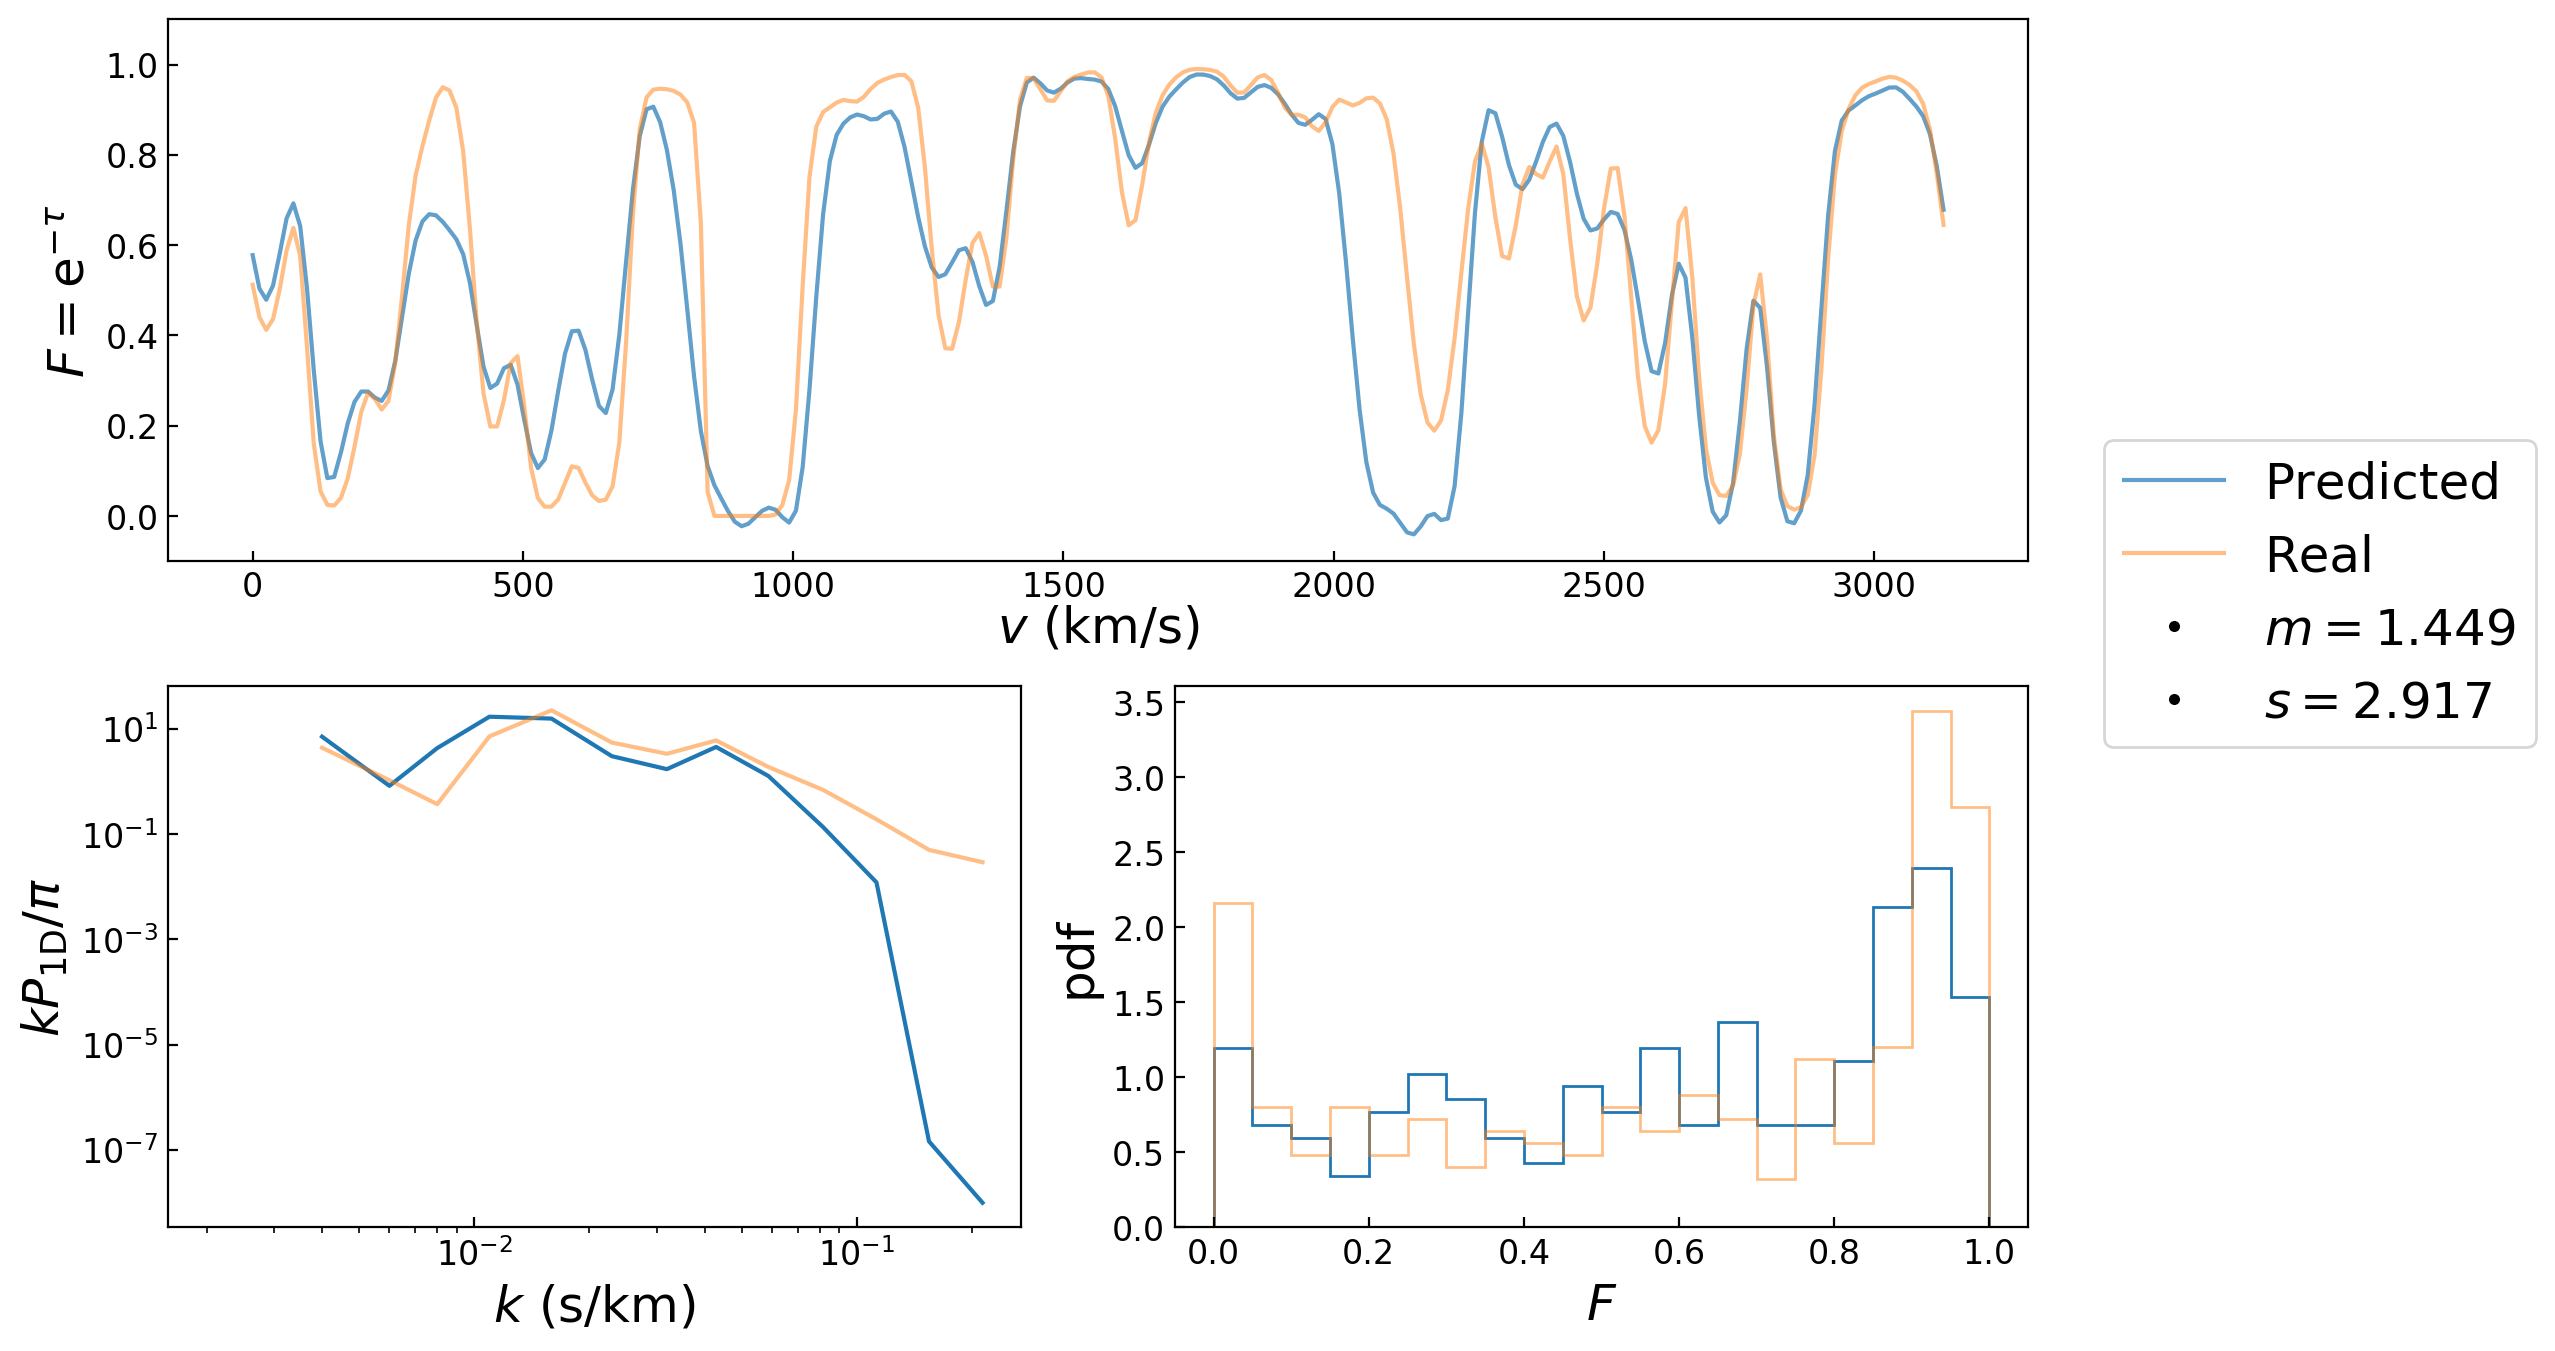 1.0
0.8
0.6
0.4
0.2
0.0
F = e^{−τ}
0 500 1000 1500 2000 2500 3000
v (km/s)
Predicted
Real
m = 1.449
s = 2.917
10^1
10^{−1}
10^{−3}
10^{−5}
10^{−7}
kP_{1D}/π
10^{−2} 10^{−1}
k (s/km)
3.5
3.0
2.5
2.0
1.5
1.0
0.5
0.0
pdf
0.0 0.2 0.4 0.6 0.8 1.0
F